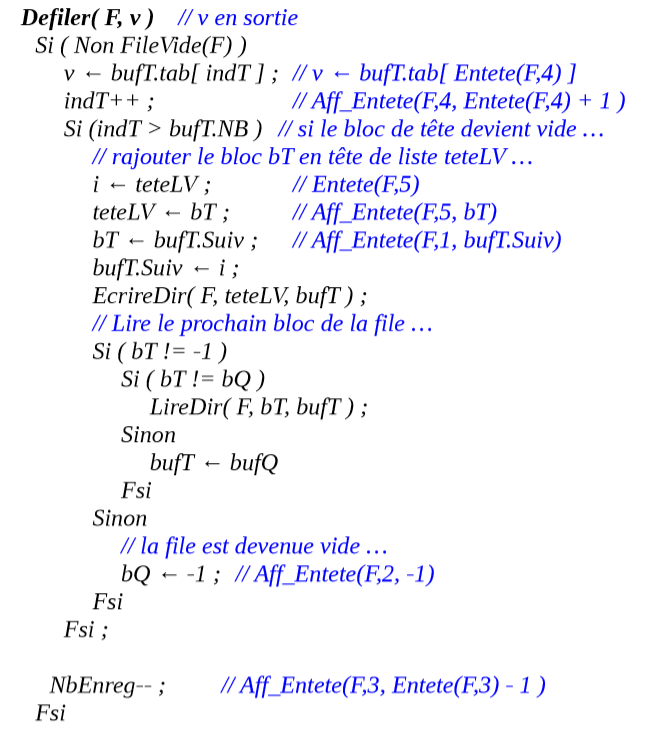 Defiler( F, v ) // v en sortie
Si ( Non FileVide(F) )
v ← bufT.tab[ indT ] ; // v ← bufT.tab[ Entete(F,4) ]
indT++ ; // Aff_Entete(F,4, Entete(F,4) + 1 )
Si (indT > bufT.NB ) // si le bloc de tête devient vide …
// rajouter le bloc bT en tête de liste teteLV …
i ← teteLV ; // Entete(F,5)
teteLV ← bT ; // Aff_Entete(F,5, bT)
bT ← bufT.Suiv ; // Aff_Entete(F,1, bufT.Suiv)
bufT.Suiv ← i ;
EcrireDir( F, teteLV, bufT ) ;
// Lire le prochain bloc de la file …
Si ( bT != -1 )
Si ( bT != bQ )
LireDir( F, bT, bufT ) ;
Sinon
bufT ← bufQ
Fsi
Sinon
// la file est devenue vide …
bQ ← -1 ; // Aff_Entete(F,2, -1)
Fsi
Fsi ;
NbEnreg-- ; // Aff_Entete(F,3, Entete(F,3) - 1 )
Fsi